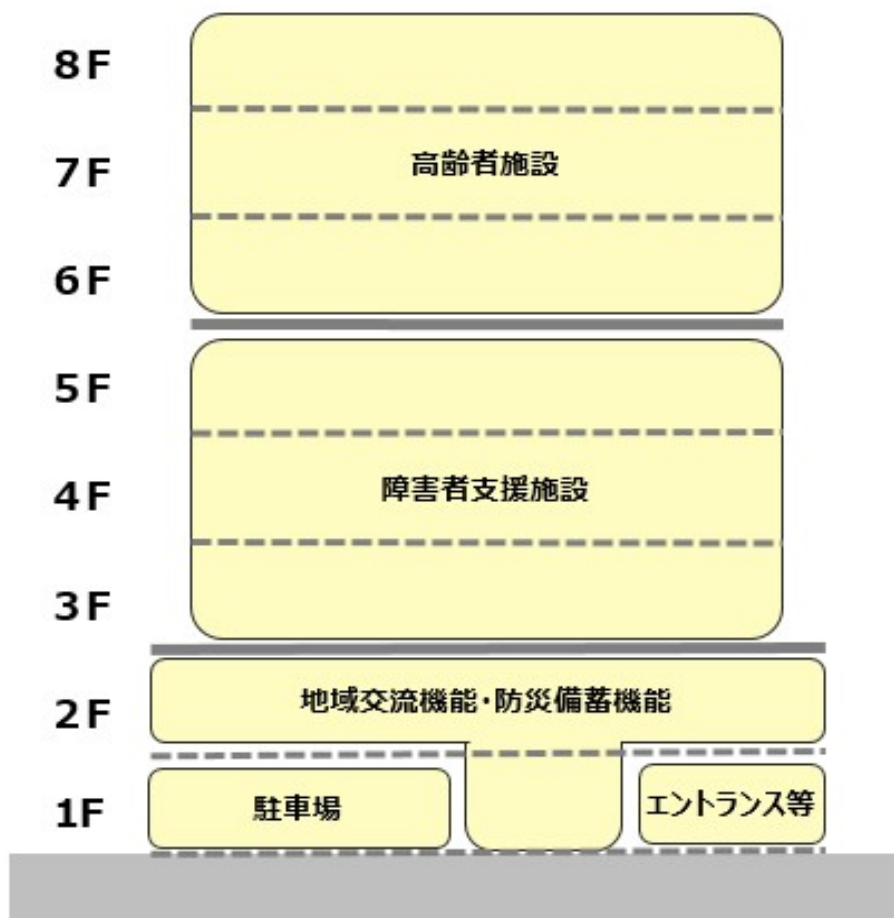 8F
7F
高齢者施設
6F
5F
4F
障害者支援施設
3F
2F
地域交流機能・防災備蓄機能
1F
駐車場
エントランス等